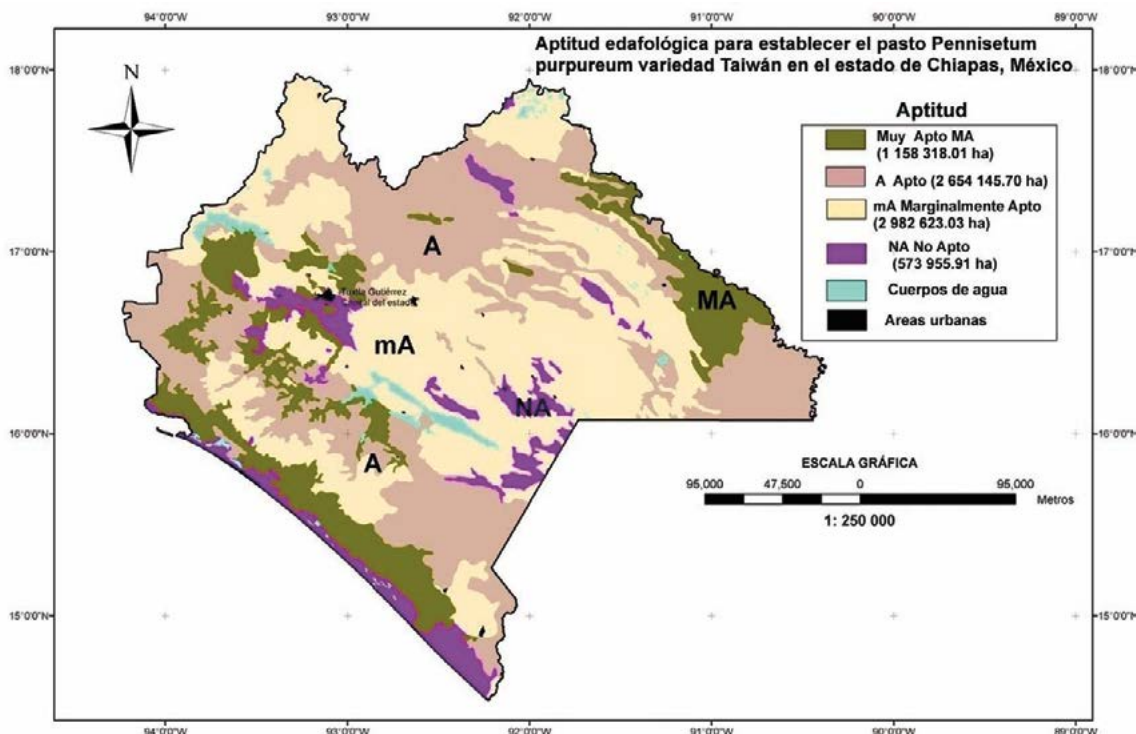 94°0'0"W 93°0'0"W 92°0'0"W 91°0'0"W 90°0'0"W 89°0'0"W
Aptitud edafológica para establecer el pasto Pennisetum
purpureum variedad Taiwán en el estado de Chiapas, México
18°0'0"N 18°0'0"N
N
Aptitud
Muy Apto MA
(1 158 318.01 ha)
A Apto (2 654 145.70 ha)
mA Marginalmente Apto
(2 982 623.03 ha)
NA No Apto
(573 955.91 ha)
Cuerpos de agua
Areas urbanas
17°0'0"N 17°0'0"N
A
Tuxtla Gutiérrez
Capital del estado
MA
mA
NA
16°0'0"N 16°0'0"N
A
ESCALA GRÁFICA
95,000 47,500 0 95,000
Metros
1: 250 000
15°0'0"N 15°0'0"N
94°0'0"W 93°0'0"W 92°0'0"W 91°0'0"W 90°0'0"W 89°0'0"W